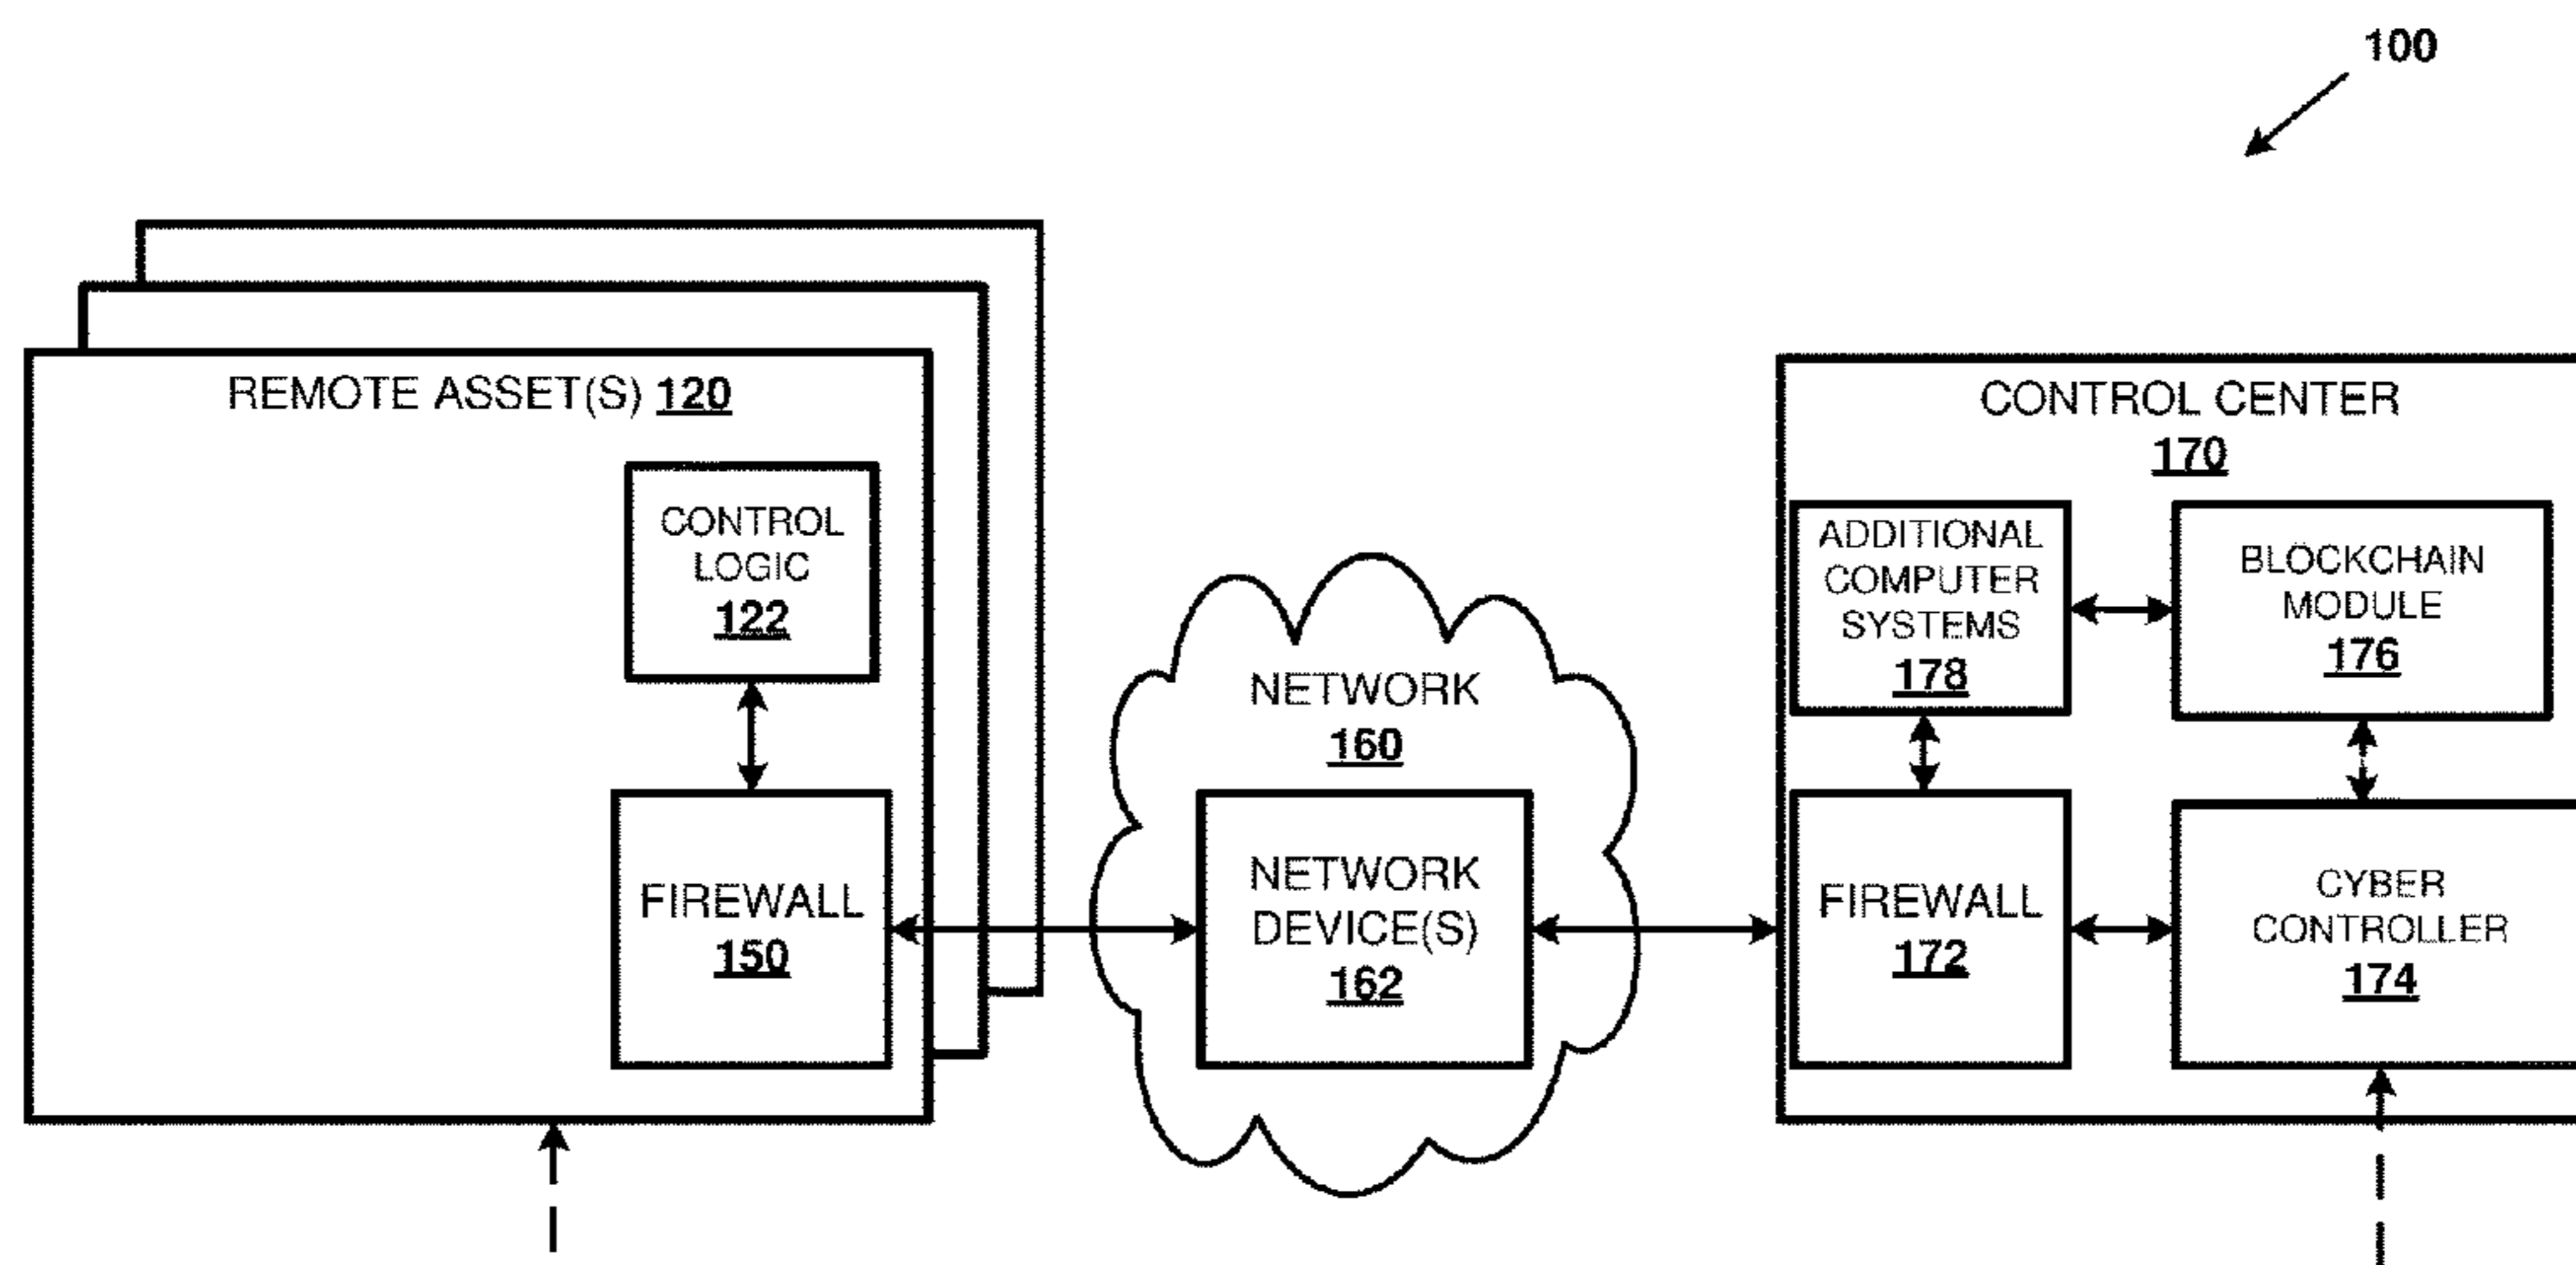 100
REMOTE ASSET(S) 120
CONTROL
LOGIC
122
FIREWALL
150
NETWORK
160
NETWORK
DEVICE(S)
162
CONTROL CENTER
170
ADDITIONAL
COMPUTER
SYSTEMS
178
BLOCKCHAIN
MODULE
176
FIREWALL
172
CYBER
CONTROLLER
174